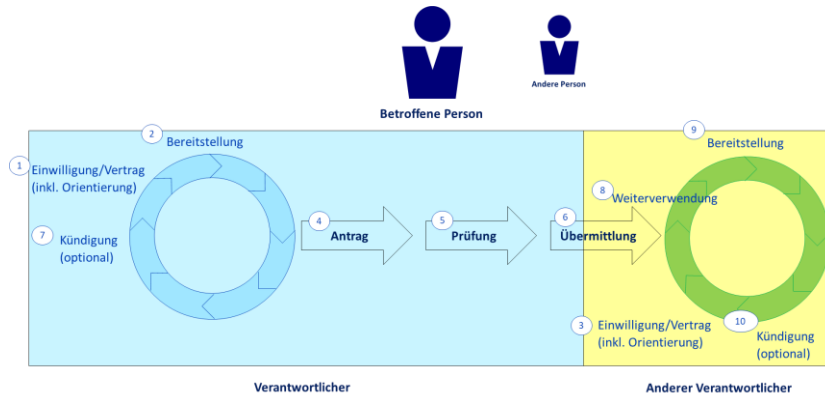 Andere Person
Betroffene Person
2 Bereitstellung
9
Bereitstellung
1 Einwilligung/Vertrag
(inkl. Orientierung)
8
Weiterverwendung
7 Kündigung
(optional)
4
Antrag
5
Prüfung
6
Übermittlung
3 Einwilligung/Vertrag
(inkl. Orientierung)
10
Kündigung
(optional)
Verantwortlicher
Anderer Verantwortlicher